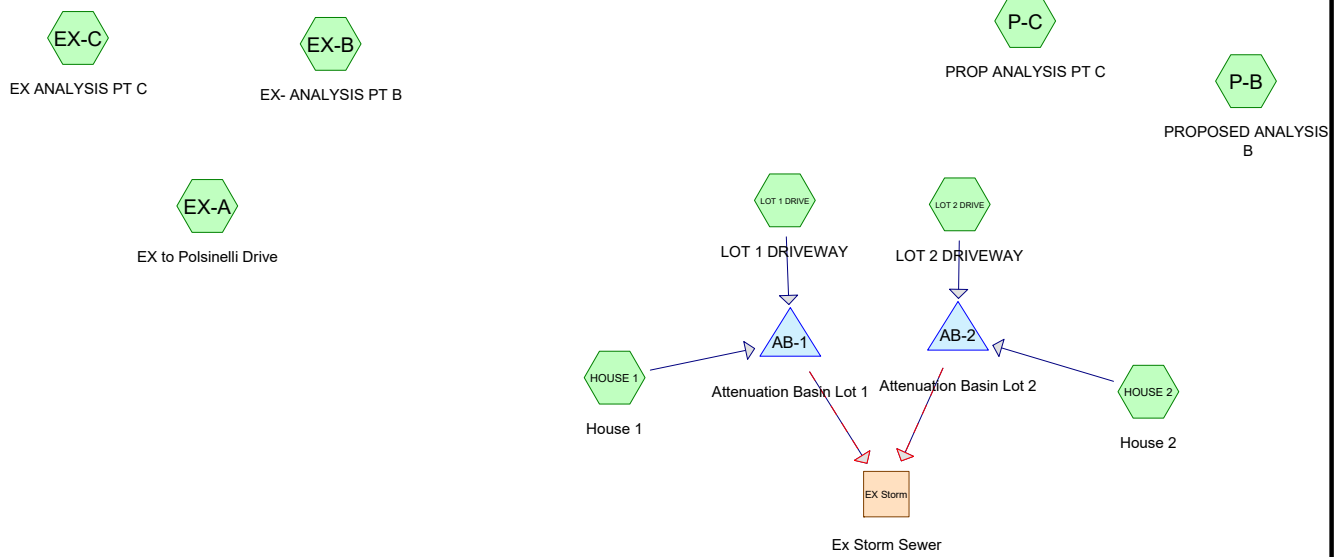 EX-C
EX ANALYSIS PT C
EX-B
EX- ANALYSIS PT B
P-C
PROP ANALYSIS PT C
P-B
PROPOSED ANALYSIS
B
EX-A
EX to Polsinelli Drive
LOT 1 DRIVE
LOT 1 DRIVEWAY
LOT 2 DRIVE
LOT 2 DRIVEWAY
AB-1
Attenuation Basin Lot 1
AB-2
Attenuation Basin Lot 2
HOUSE 1
House 1
HOUSE 2
House 2
EX Storm
Ex Storm Sewer